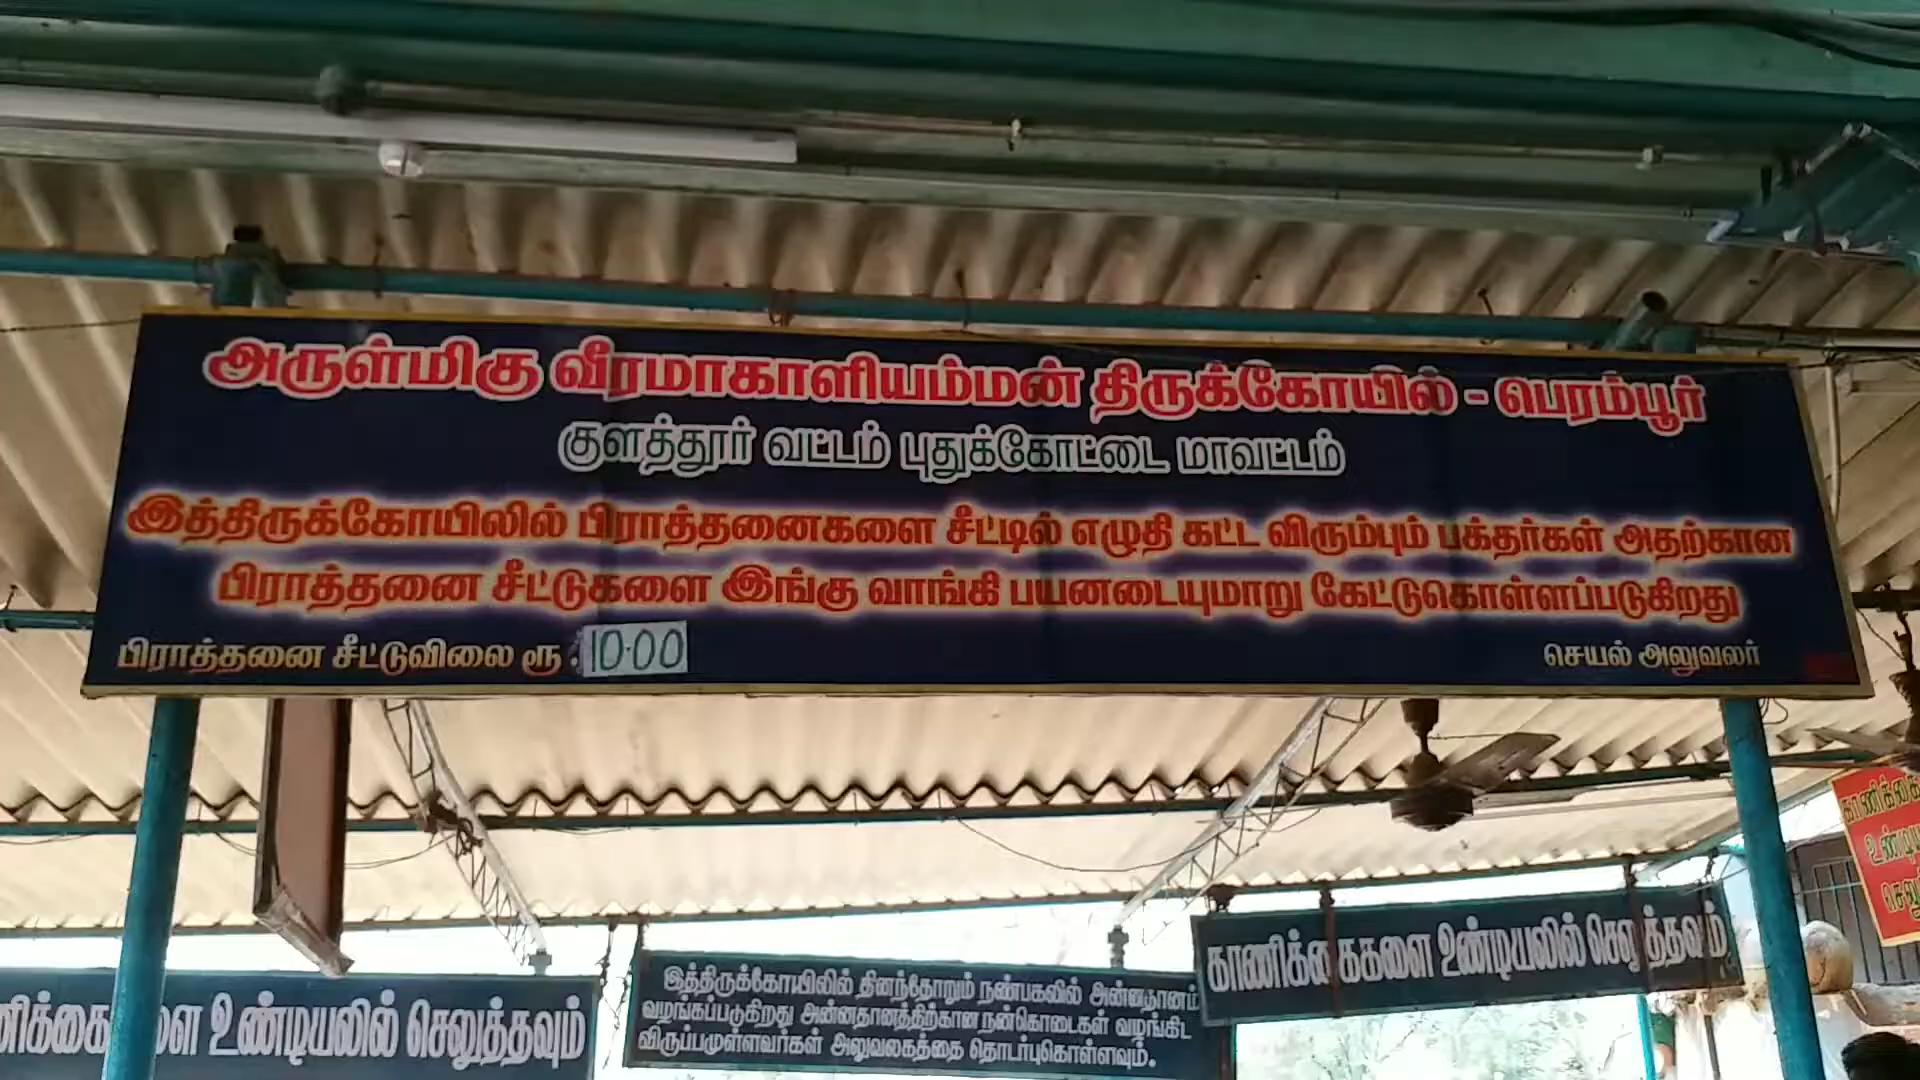 அருள்மிகு வீரமாகாளியம்மன் திருக்கோயில் - பெரம்பூர்
குளத்தூர் வட்டம் புதுக்கோட்டை மாவட்டம்
இத்திருக்கோயிலில் பிராத்தனைகளை சீட்டில் எழுதி கட்ட விரும்பும் பக்தர்கள் அதற்கான
பிராத்தனை சீட்டுகளை இங்கு வாங்கி பயனடையுமாறு கேட்டுகொள்ளப்படுகிறது
பிராத்தனை சீட்டுவிலை ரூ : 10.00
செயல் அலுவலர்
உண்டியலில் செலுத்தவும்
இத்திருக்கோயிலில் தினந்தோறும் நண்பகலில் அன்னதானம்
வழங்கப்படுகிறது அன்னதானத்திற்கான நன்கொடைகள் வழங்கிட
விருப்பமுள்ளவர்கள் அலுவலகத்தை தொடர்புகொள்ளவும்.
காணிக்கைகளை உண்டியலில் செலுத்தவும்